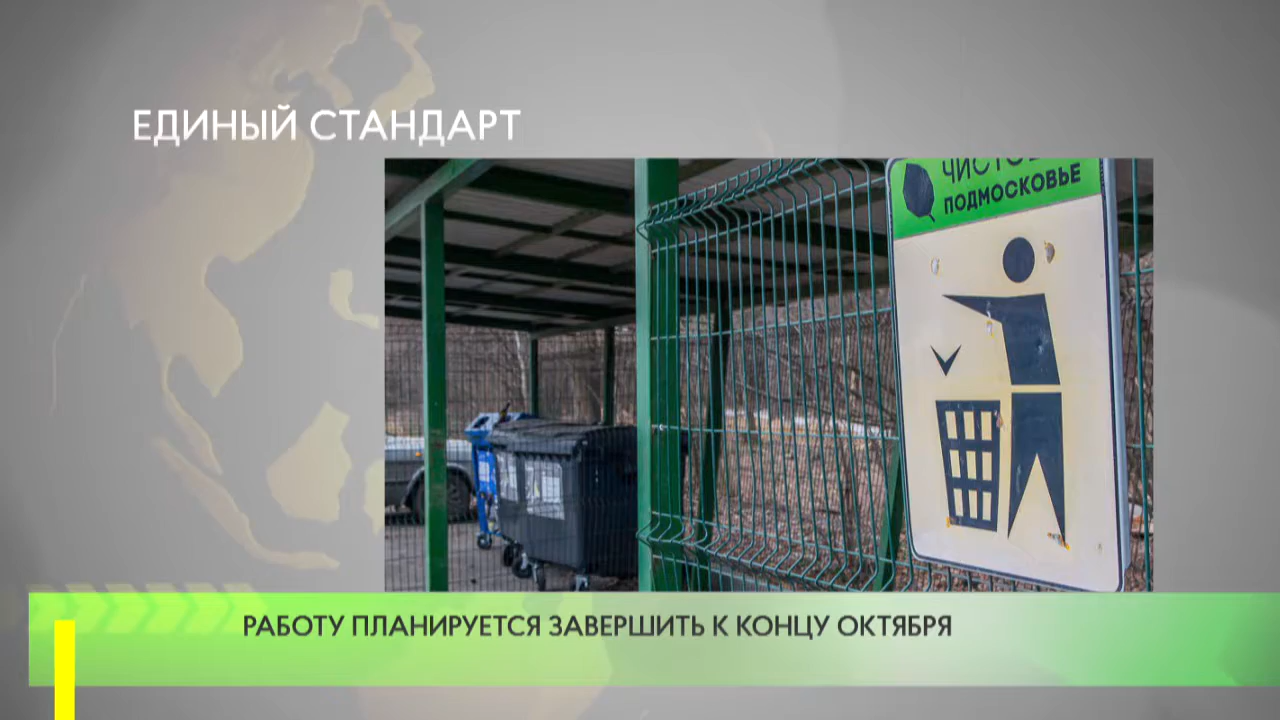 ЕДИНЫЙ СТАНДАРТ
ПОДМОСКОВЬЕ
РАБОТУ ПЛАНИРУЕТСЯ ЗАВЕРШИТЬ К КОНЦУ ОКТЯБРЯ